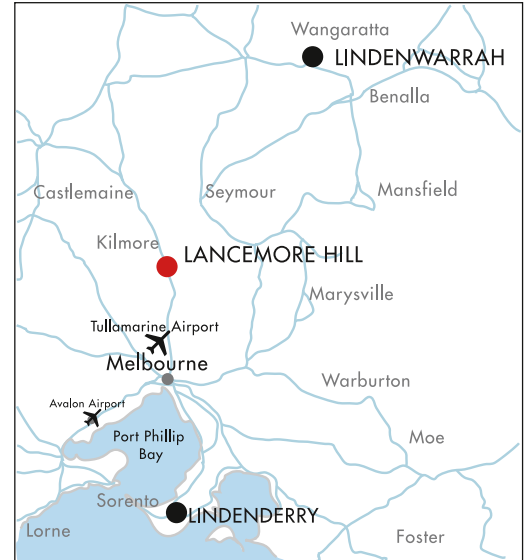 Wangaratta
LINDENWARRAH
Benalla
Castlemaine
Seymour
Mansfield
Kilmore
LANCEMORE HILL
Marysville
Tullamarine Airport
Melbourne
Warburton
Avalon Airport
Port Phillip
Bay
Moe
Sorento
LINDENDERRY
Lorne
Foster